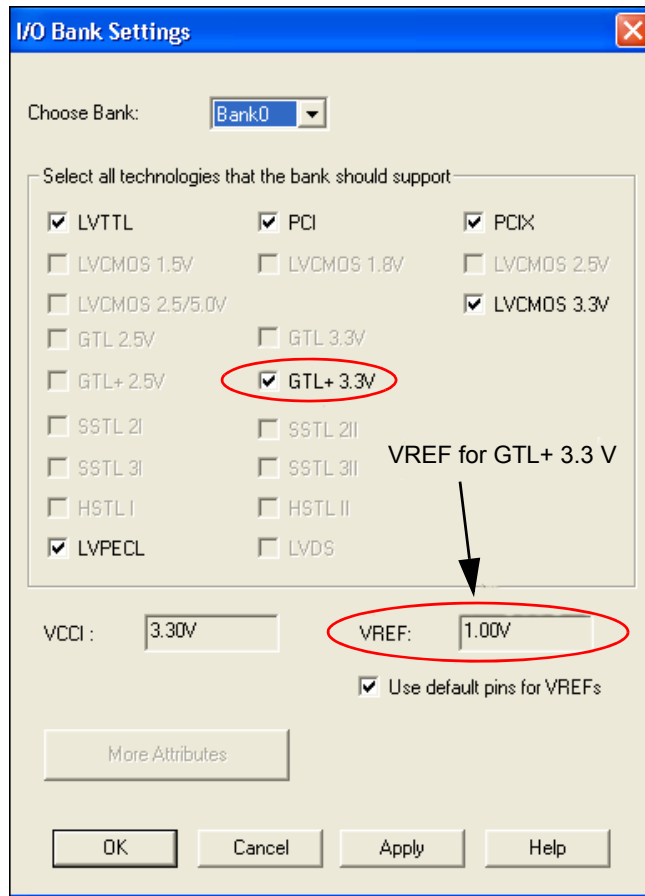 I/O Bank Settings
Choose Bank: Bank0
Select all technologies that the bank should support
LVTTL PCI PCIX
LVCMOS 1.5V LVCMOS 1.8V LVCMOS 2.5V
LVCMOS 2.5/5.0V LVCMOS 3.3V
GTL 2.5V GTL 3.3V
GTL+ 2.5V GTL+ 3.3V
SSTL 2I SSTL 2II
VREF for GTL+ 3.3 V
SSTL 3I SSTL 3II
HSTL I HSTL II
LVPECL LVDS
VCCI : 3.30V VREF: 1.00V
Use default pins for VREFs
More Attributes
OK Cancel Apply Help